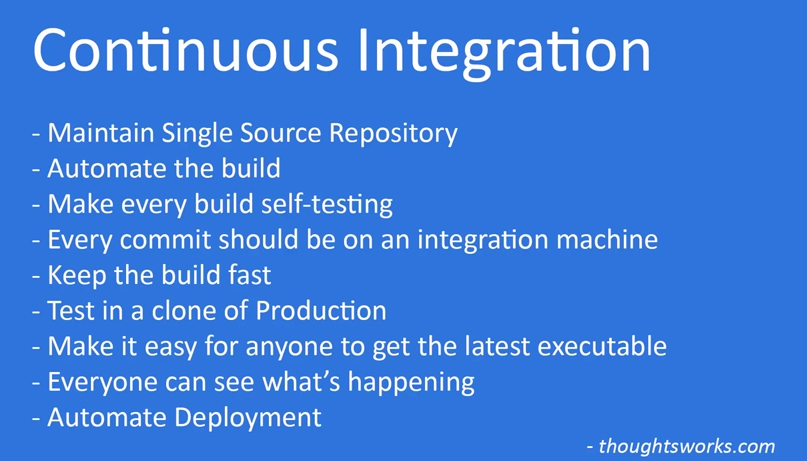 Continuous Integration
- Maintain Single Source Repository
- Automate the build
- Make every build self-testing
- Every commit should be on an integration machine
- Keep the build fast
- Test in a clone of Production
- Make it easy for anyone to get the latest executable
- Everyone can see what’s happening
- Automate Deployment
- thoughtsworks.com